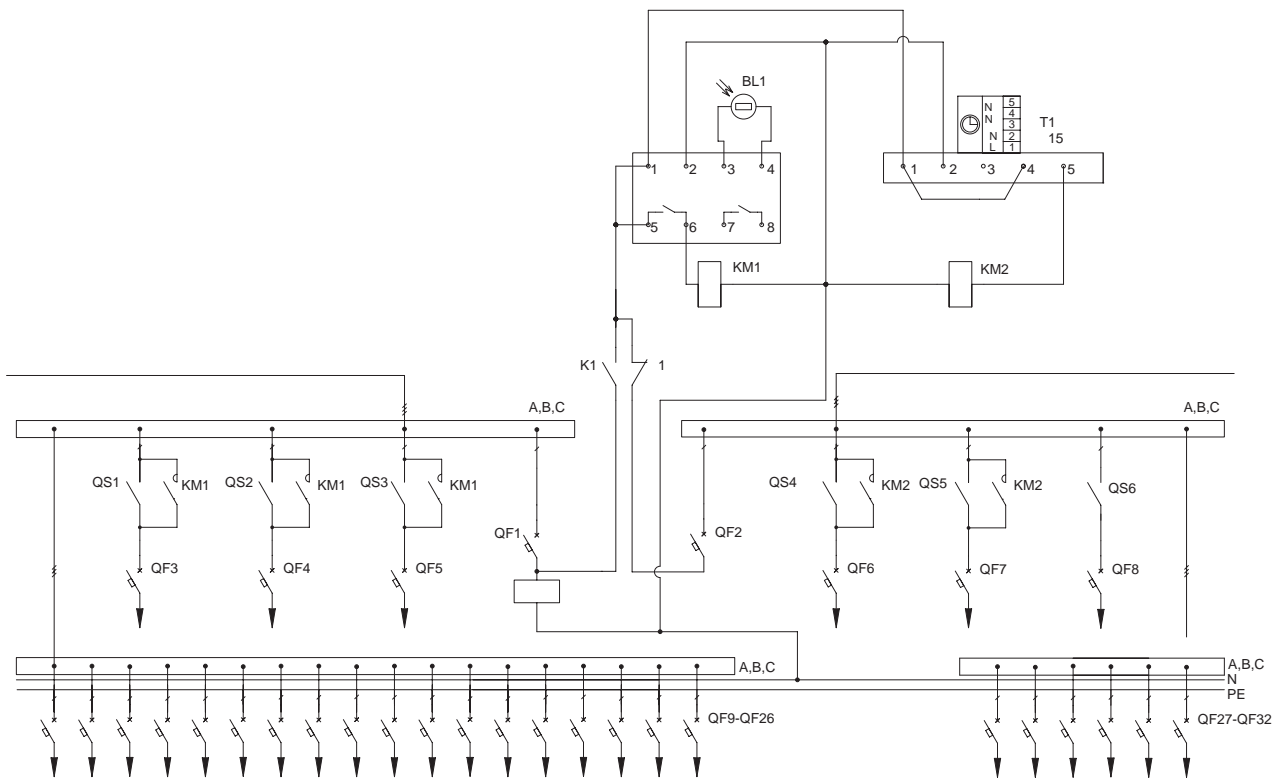 BL1
N 5
N 4
3
N 2
L 1
T1
15
1 2 3 4
1 2 3 4 5
5 6 7 8
KM1
KM2
K1 1
A,B,C
A,B,C
QS1 KM1 QS2 KM1 QS3 KM1
QS4 KM2 QS5 KM2 QS6
QF1
QF2
QF3 QF4 QF5
QF6 QF7 QF8
A,B,C
A,B,C
N
PE
QF9-QF26
QF27-QF32